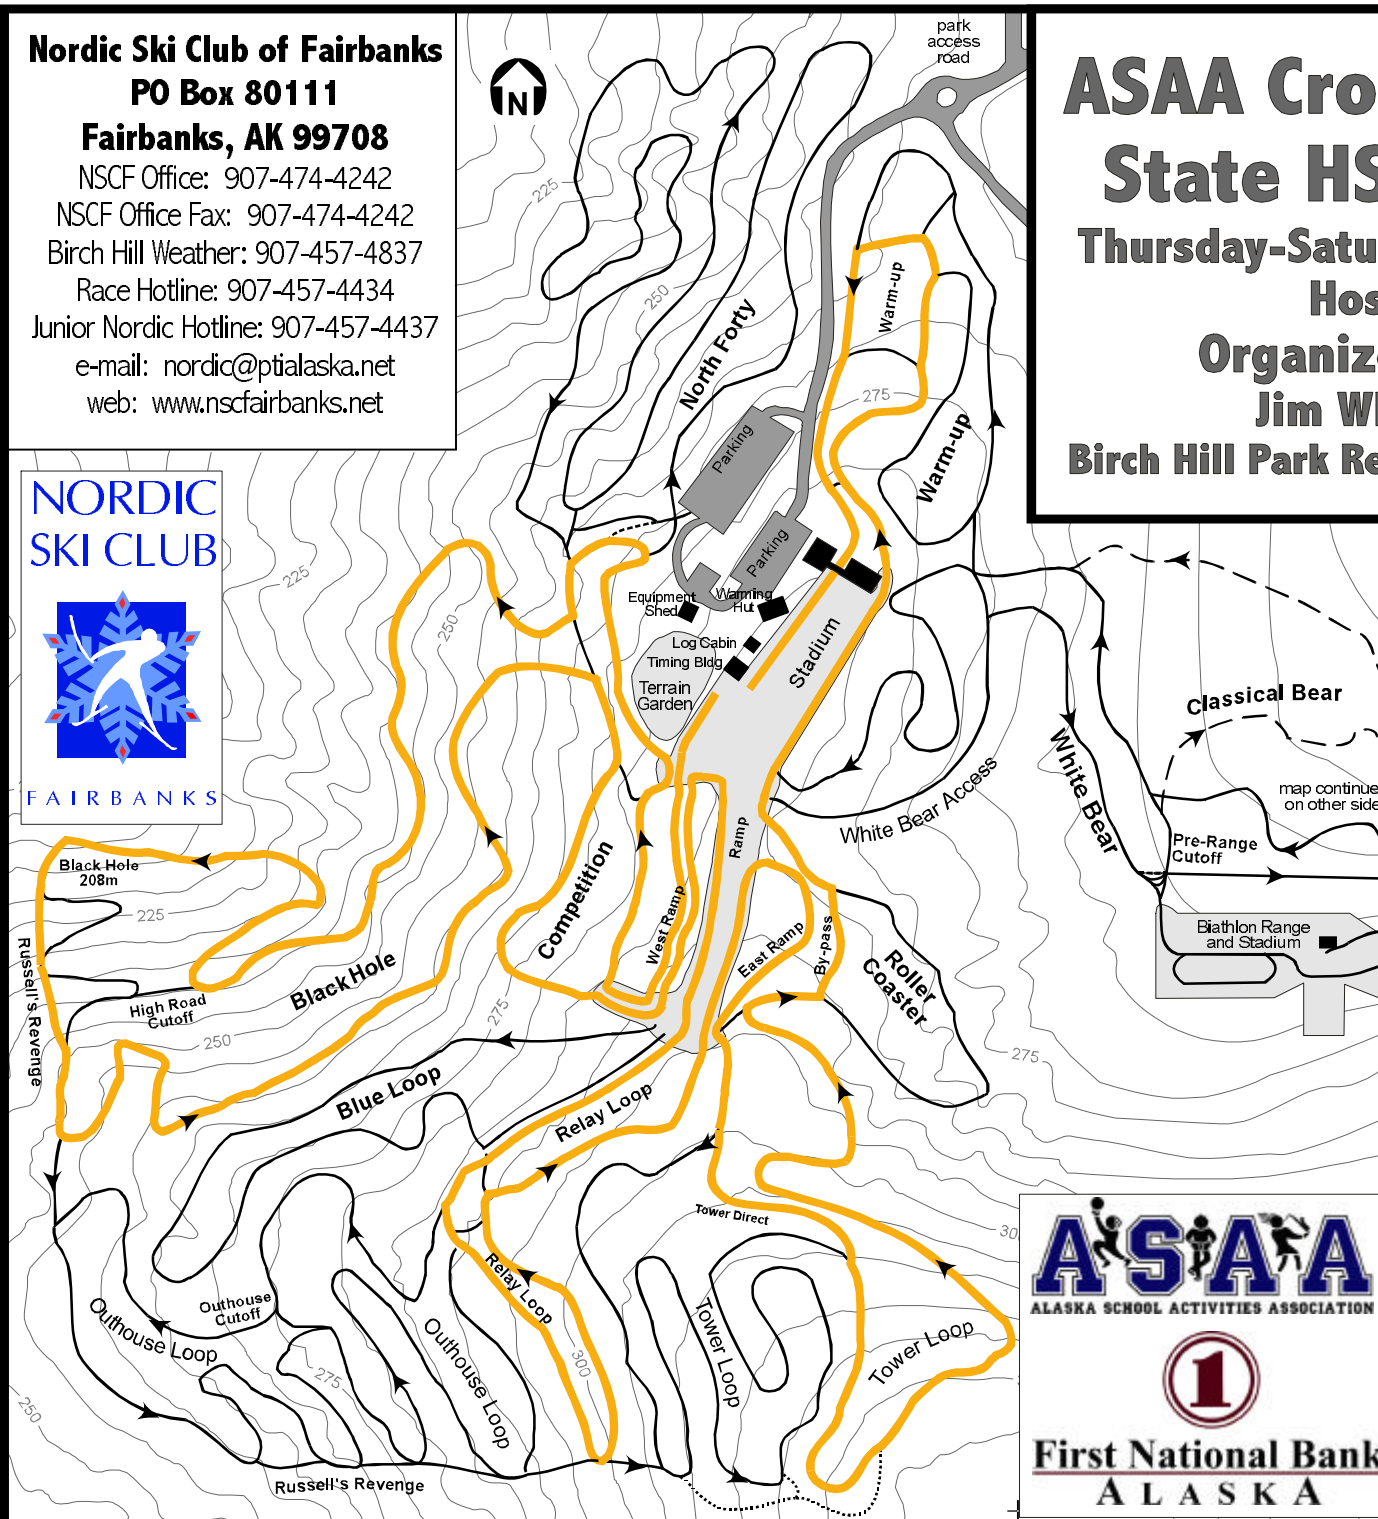 Nordic Ski Club of Fairbanks
PO Box 80111
Fairbanks, AK 99708
NSCF Office: 907-474-4242
NSCF Office Fax: 907-474-4242
Birch Hill Weather: 907-457-4837
Race Hotline: 907-457-4434
Junior Nordic Hotline: 907-457-4437
e-mail: nordic@ptialaska.net
web: www.nscfairbanks.net
N
park
access
road
ASAA Cro
State HS
Thursday-Satu
Hos
Organiz
Jim W
Birch Hill Park Re
NORDIC
SKI CLUB
FAIRBANKS
225
250
North Forty
Warm-up
275
Warm-up
Parking
Parking
225
250
Equipment
Shed
Warming
Hut
Log Cabin
Timing Bldg
Terrain
Garden
Stadium
Classical Bear
White Bear
map continue
on other side
White Bear Access
Pre-Range
Cutoff
Ramp
Competition
West Ramp
East Ramp
By-pass
Roller
Coaster
Biathlon Range
and Stadium
Black Hole
208m
225
Russell's Revenge
High Road
Cutoff
Black Hole
250
275
275
Blue Loop
Relay Loop
Tower Direct
30
Relay Loop
Outhouse
Cutoff
Outhouse Loop
Outhouse Loop
275
300
Tower Loop
Tower Loop
250
Russell's Revenge
ASAA
ALASKA SCHOOL ACTIVITIES ASSOCIATION
1
First National Bank
ALASKA